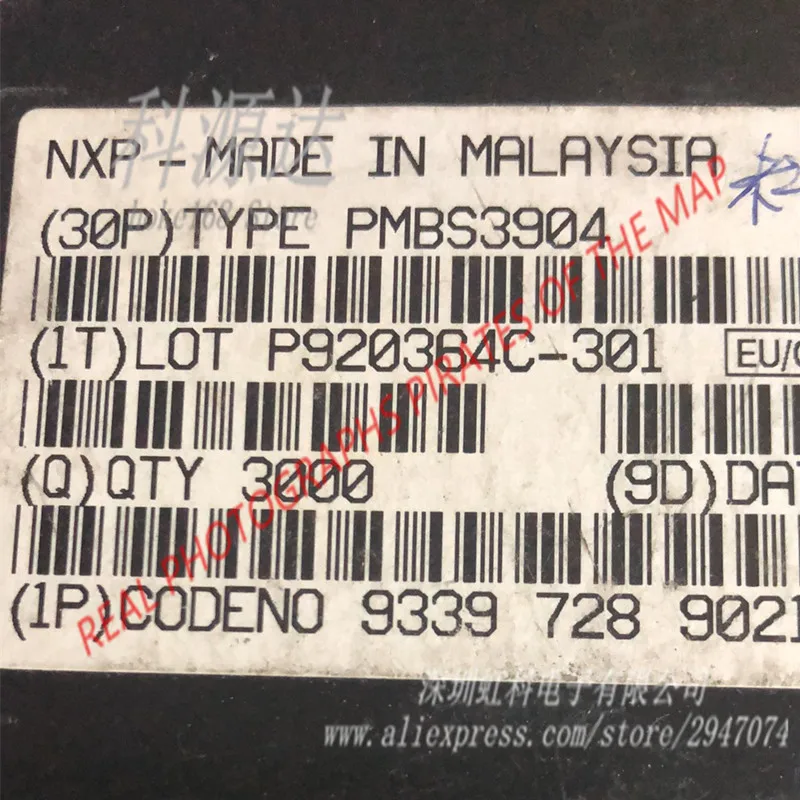 科源达
NXP - MADE IN MALAYSIA
(30P)TYPE PMBS3904
(1T)LOT P920364C-301
EU/
REAL PHOTOGRAPHS PIRATES OF THE MAP
(Q)QTY 3000
(9D)DA
(1P)CODENO 9339 728 9021
深圳虹科电子有限公司
www.aliexpress.com/store/2947074